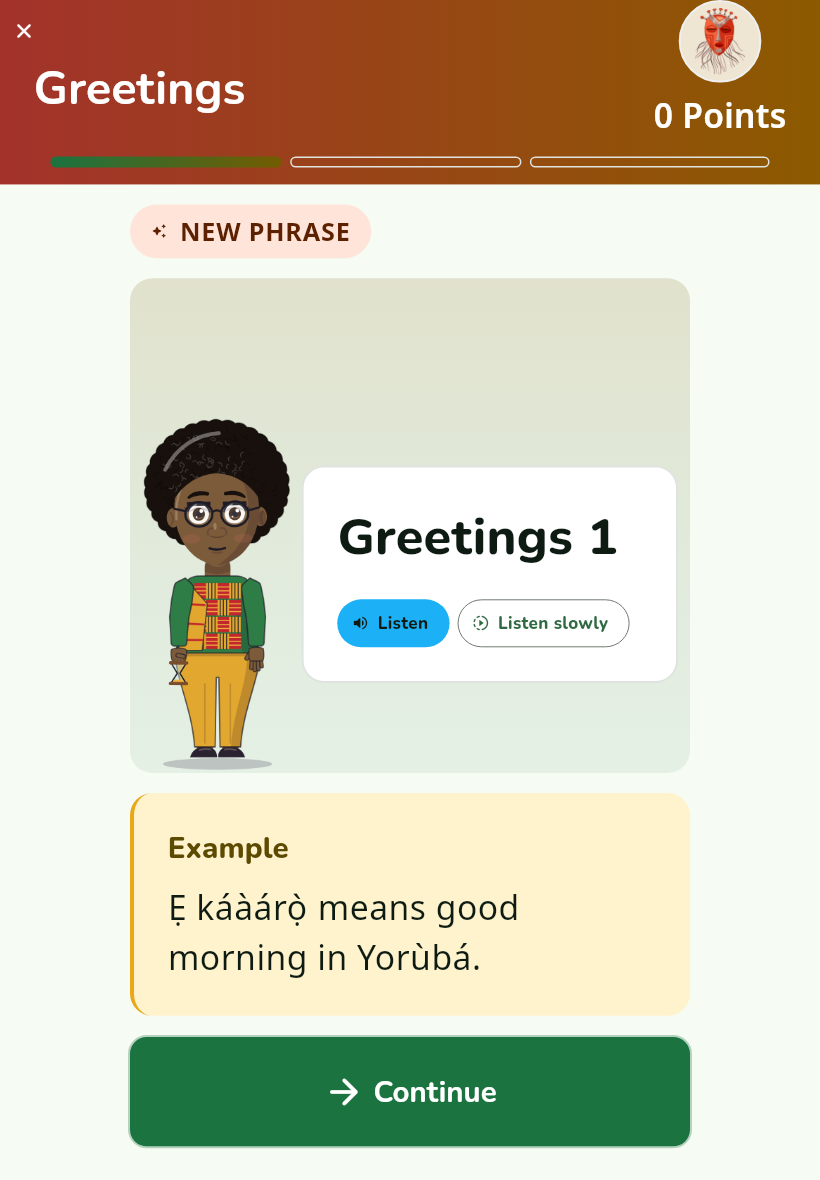 Greetings
0 Points
NEW PHRASE
Greetings 1
Listen
Listen slowly
Example
Ẹ káàárọ̀ means good
morning in Yorùbá.
Continue